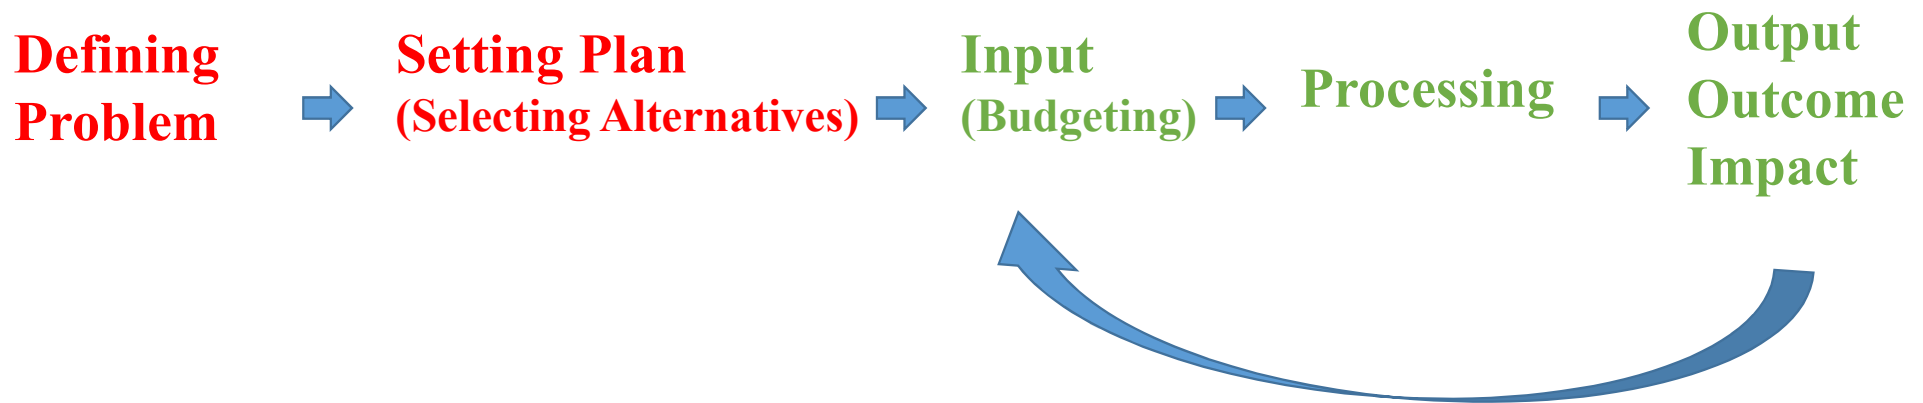 Defining
Problem
Setting Plan
(Selecting Alternatives)
Input
(Budgeting)
Processing
Output
Outcome
Impact